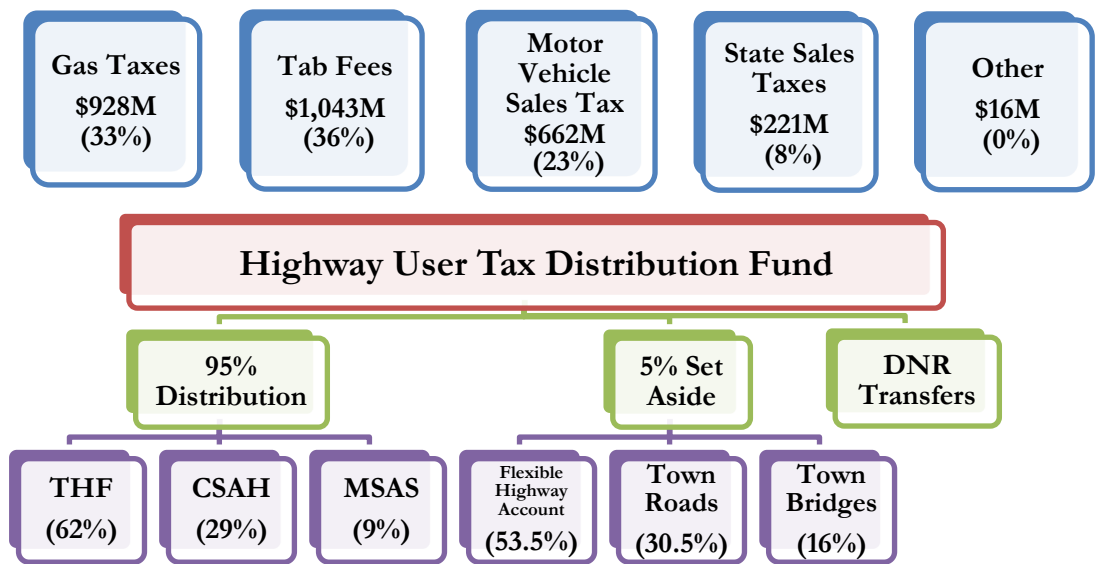 Gas Taxes
$928M
(33%)
Tab Fees
$1,043M
(36%)
Motor
Vehicle
Sales Tax
$662M
(23%)
State Sales
Taxes
$221M
(8%)
Other
$16M
(0%)
Highway User Tax Distribution Fund
95%
Distribution
5% Set
Aside
DNR
Transfers
THF
(62%)
CSAH
(29%)
MSAS
(9%)
Flexible
Highway
Account
(53.5%)
Town
Roads
(30.5%)
Town
Bridges
(16%)